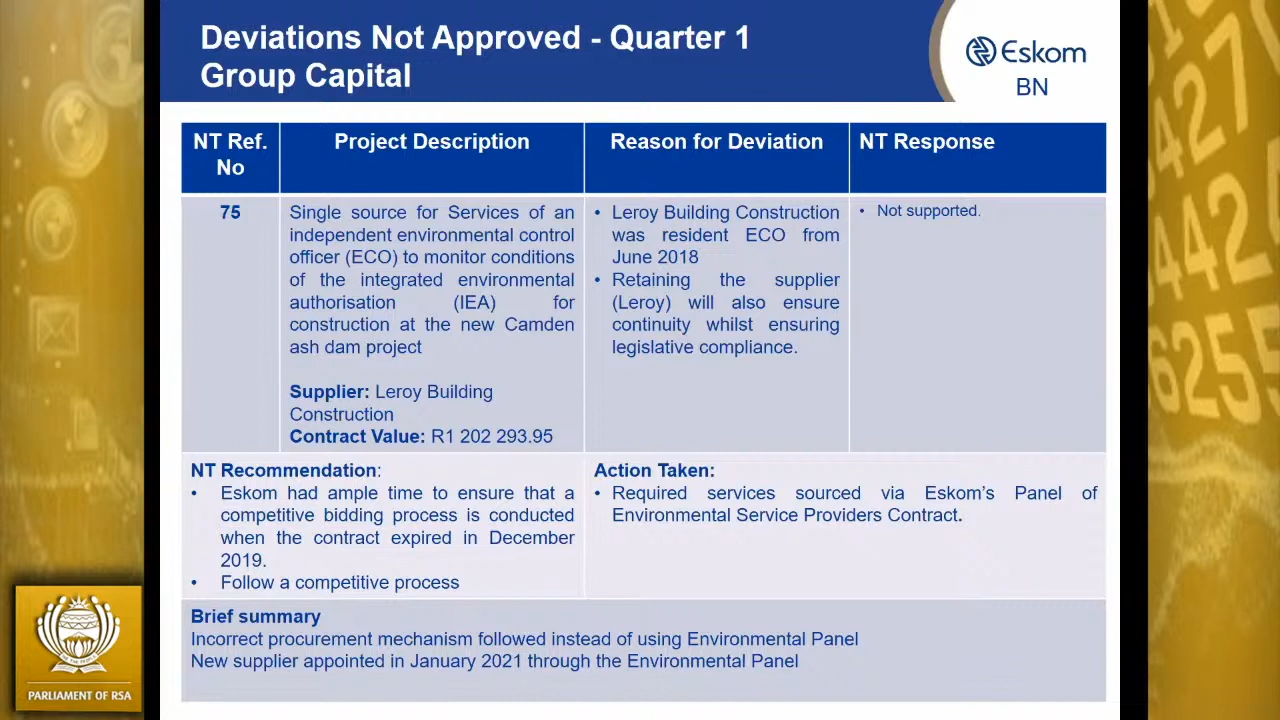 Deviations Not Approved - Quarter 1
Group Capital
Eskom
BN
NT Ref.
No
Project Description
Reason for Deviation
NT Response
75
Single source for Services of an
independent environmental control
officer (ECO) to monitor conditions
of the integrated environmental
authorisation (IEA) for
construction at the new Camden
ash dam project
Supplier: Leroy Building
Construction
Contract Value: R1 202 293.95
• Leroy Building Construction
was resident ECO from
June 2018
• Retaining the supplier
(Leroy) will also ensure
continuity whilst ensuring
legislative compliance.
• Not supported.
NT Recommendation:
• Eskom had ample time to ensure that a
competitive bidding process is conducted
when the contract expired in December
2019.
• Follow a competitive process
Action Taken:
• Required services sourced via Eskom's Panel of
Environmental Service Providers Contract.
Brief summary
Incorrect procurement mechanism followed instead of using Environmental Panel
New supplier appointed in January 2021 through the Environmental Panel
PARLIAMENT OF RSA